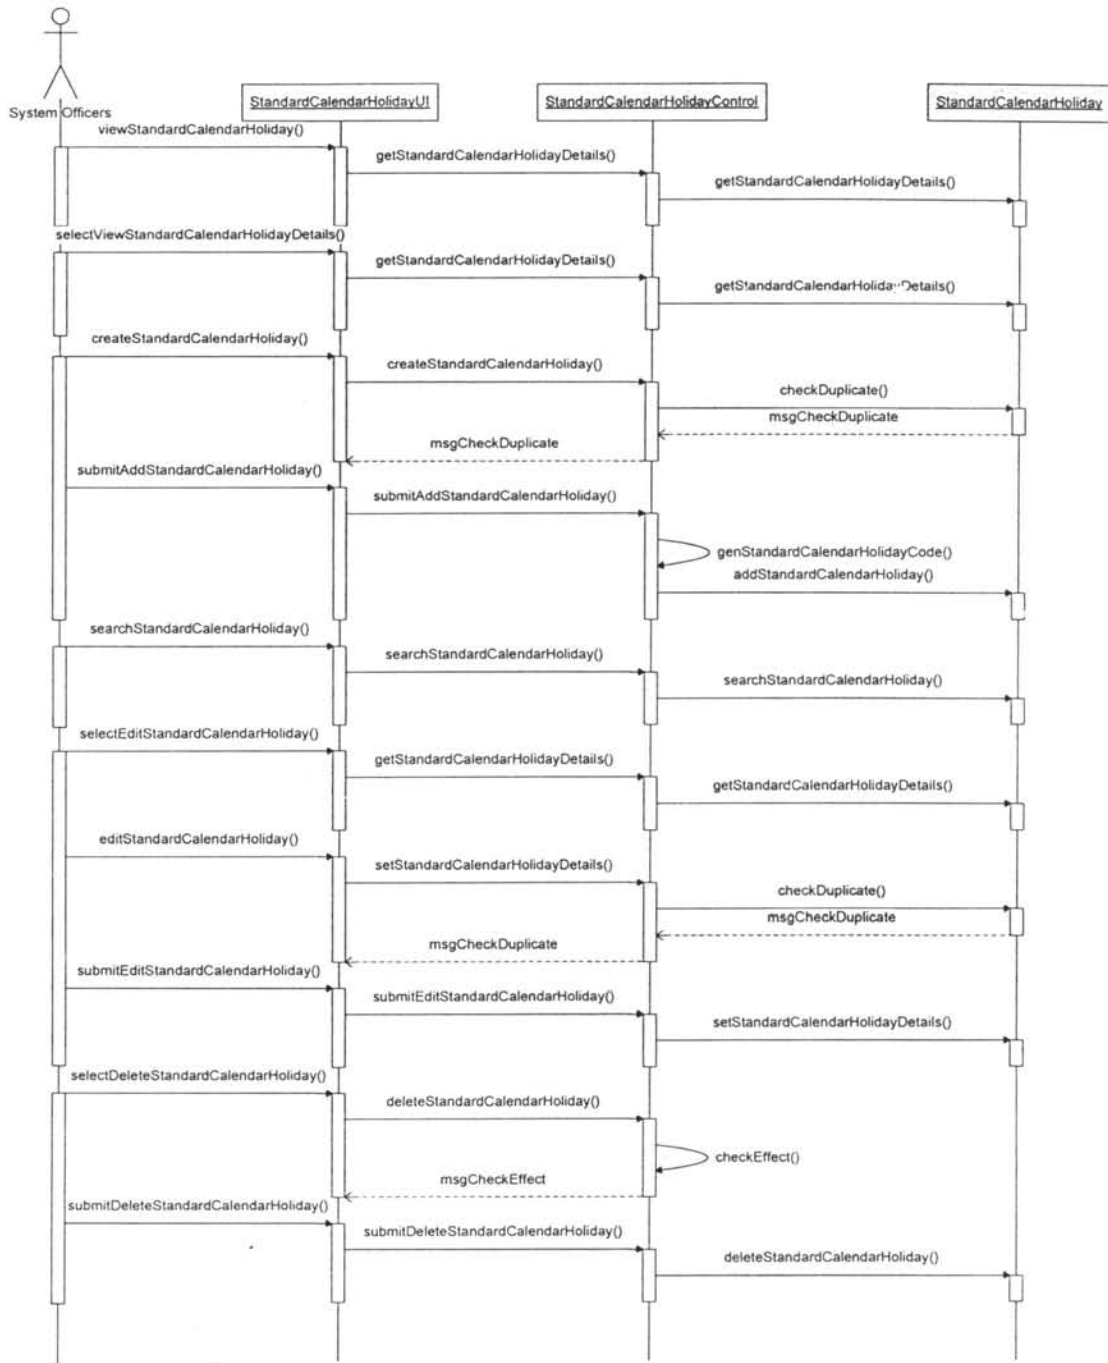 StandardCalendarHolidayUI
StandardCalendarHolidayControl
StandardCalendarHoliday
System Officers
viewStandardCalendarHoliday()
getStandardCalendarHolidayDetails()
getStandardCalendarHolidayDetails()
selectViewStandardCalendarHolidayDetails()
getStandardCalendarHolidayDetails()
getStandardCalendarHolidayDetails()
createStandardCalendarHoliday()
createStandardCalendarHoliday()
checkDuplicate()
msgCheckDuplicate
msgCheckDuplicate
submitAddStandardCalendarHoliday()
submitAddStandardCalendarHoliday()
genStandardCalendarHolidayCode()
addStandardCalendarHoliday()
searchStandardCalendarHoliday()
searchStandardCalendarHoliday()
searchStandardCalendarHoliday()
selectEditStandardCalendarHoliday()
getStandardCalendarHolidayDetails()
getStandardCalendarHolidayDetails()
editStandardCalendarHoliday()
setStandardCalendarHolidayDetails()
checkDuplicate()
msgCheckDuplicate
msgCheckDuplicate
submitEditStandardCalendarHoliday()
submitEditStandardCalendarHoliday()
setStandardCalendarHolidayDetails()
selectDeleteStandardCalendarHoliday()
deleteStandardCalendarHoliday()
checkEffect()
msgCheckEffect
submitDeleteStandardCalendarHoliday()
submitDeleteStandardCalendarHoliday()
deleteStandardCalendarHoliday()